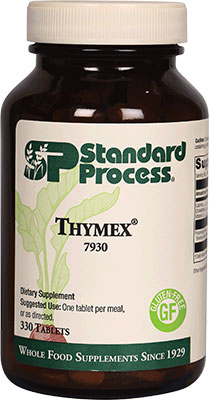 Standard
Process®
THYMEX®
7930
Dietary Supplement
Suggested Use: One tablet per meal,
or as directed.
330 TABLETS
GLUTEN-FREE
GF
WHOLE FOOD SUPPLEMENTS SINCE 1929